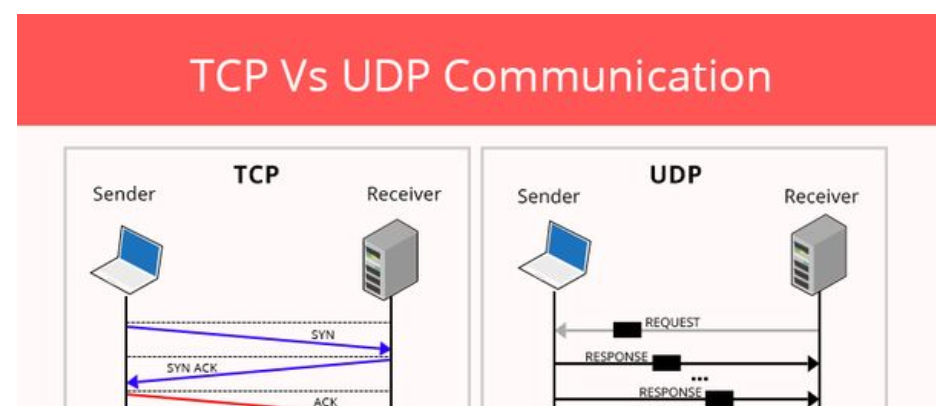 TCP Vs UDP Communication
TCP
Sender
Receiver
SYN
SYN ACK
ACK
UDP
Sender
Receiver
REQUEST
RESPONSE
...
RESPONSE